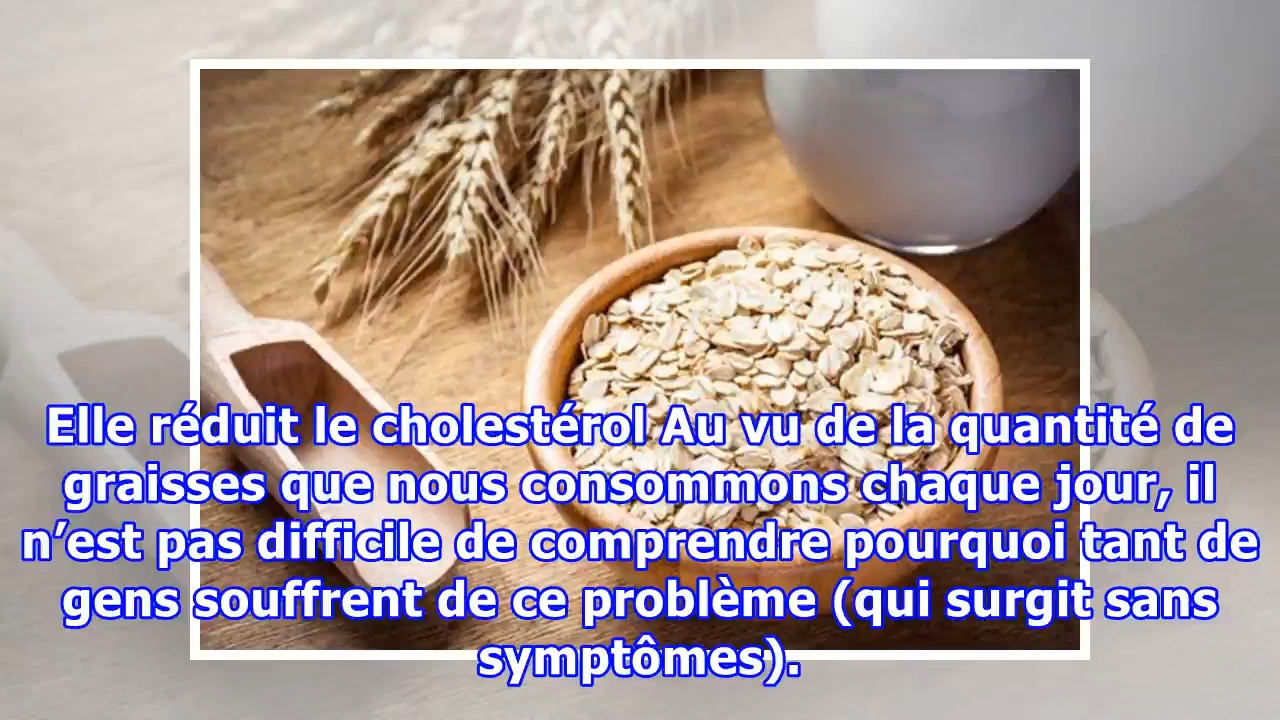 Elle réduit le cholestérol Au vu de la quantité de
graisses que nous consommons chaque jour, il
n’est pas difficile de comprendre pourquoi tant de
gens souffrent de ce problème (qui surgit sans
symptômes).